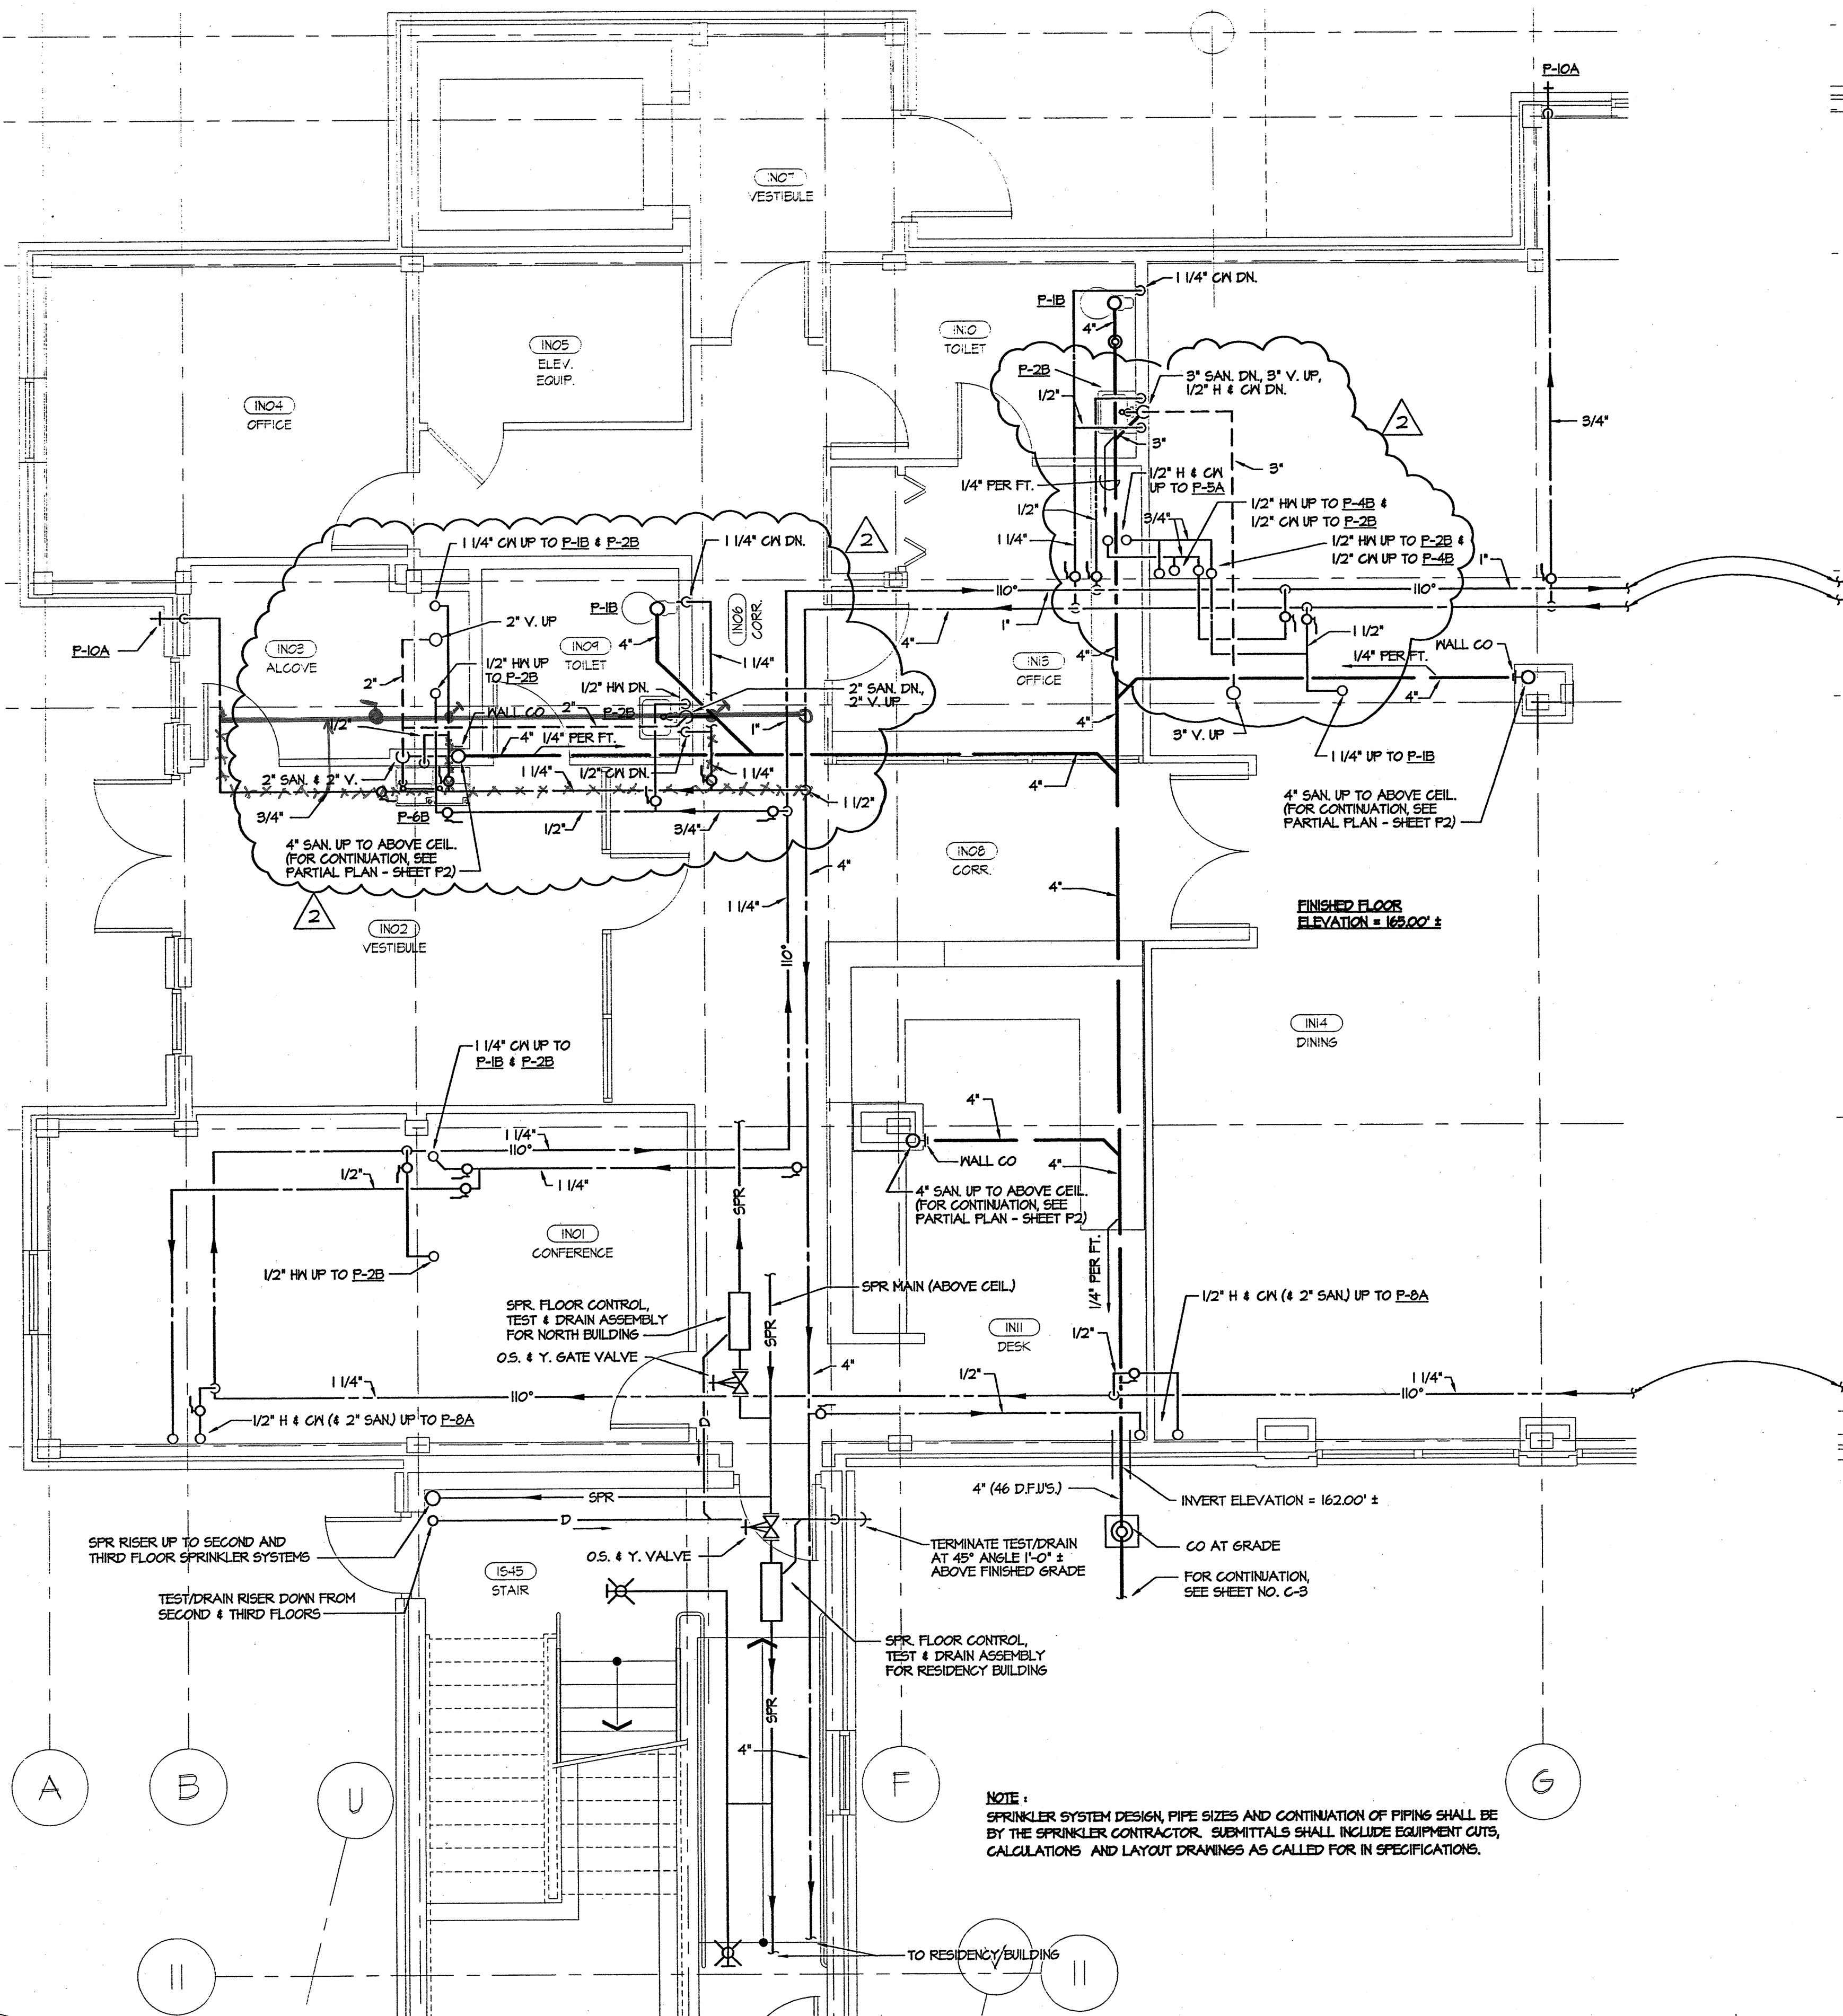 P-10A
1N07
VESTIBULE
1 1/4" CW DN.
P-1B
4"
1N10
TOILET
1N05
ELEV.
EQUIP.
1N04
OFFICE
P-2B
3" SAN. DN., 3" V. UP,
1/2" H & CW DN.
1/2"
2
3/4"
3"
3"
1/4" PER FT.
1/2" H & CW
UP TO P-5A
1/2" HW UP TO P-4B &
1/2" CW UP TO P-2B
1/2"
3/4"
1 1/4"
1/2" HW UP TO P-2B &
1/2" CW UP TO P-4B
1"
1 1/4" CW UP TO P-1B & P-2B
1 1/4" CW DN.
2
110°
110°
1"
4"
P-1B
4"
1N06
CORR.
2" V. UP
P-10A
1N03
ALCOVE
1N09
TOILET
1/2" HW UP
TO P-2B
2"
1 1/4"
1/2" HW DN.
2" SAN. DN.,
2" V. UP
4"
1N13
OFFICE
1 1/2"
1/4" PER FT.
WALL CO
4"
1/2"
WALL CO
2"
P-2B
1"
4"
3" V. UP
1 1/4" UP TO P-1B
4" 1/4" PER FT.
2" SAN. & 2" V.
1 1/4"
1/2" CW DN.
1 1/4"
1 1/2"
4"
4" SAN. UP TO ABOVE CEIL.
(FOR CONTINUATION, SEE
PARTIAL PLAN - SHEET P2)
3/4"
P-6B
1/2"
3/4"
4" SAN. UP TO ABOVE CEIL.
(FOR CONTINUATION, SEE
PARTIAL PLAN - SHEET P2)
4"
1N08
CORR.
4"
2
1 1/4"
1N02
VESTIBULE
FINISHED FLOOR
ELEVATION = 165.00' ±
110°
1N14
DINING
1 1/4" CW UP TO
P-1B & P-2B
4"
1 1/4"
110°
WALL CO
4"
1/2"
1 1/4"
4" SAN. UP TO ABOVE CEIL.
(FOR CONTINUATION, SEE
PARTIAL PLAN - SHEET P2)
SPR
1N01
CONFERENCE
1/2" HW UP TO P-2B
1/4" PER FT.
SPR MAIN (ABOVE CEIL.)
1/2" H & CW (& 2" SAN.) UP TO P-8A
SPR. FLOOR CONTROL,
TEST & DRAIN ASSEMBLY
FOR NORTH BUILDING
SPR
1N11
DESK
1/2"
O.S. & Y. GATE VALVE
4"
1/2"
1 1/4"
110°
1 1/4"
110°
1/2" H & CW (& 2" SAN.) UP TO P-8A
D
4" (46 D.F.U'S.)
INVERT ELEVATION = 162.00' ±
SPR
D
SPR RISER UP TO SECOND AND
THIRD FLOOR SPRINKLER SYSTEMS
O.S. & Y. VALVE
TERMINATE TEST/DRAIN
AT 45° ANGLE 1'-0" ±
ABOVE FINISHED GRADE
CO AT GRADE
1S45
STAIR
FOR CONTINUATION,
SEE SHEET NO. C-3
TEST/DRAIN RISER DOWN FROM
SECOND & THIRD FLOORS
SPR. FLOOR CONTROL,
TEST & DRAIN ASSEMBLY
FOR RESIDENCY BUILDING
SPR
4"
A
B
U
F
G
NOTE :
SPRINKLER SYSTEM DESIGN, PIPE SIZES AND CONTINUATION OF PIPING SHALL BE
BY THE SPRINKLER CONTRACTOR. SUBMITTALS SHALL INCLUDE EQUIPMENT CUTS,
CALCULATIONS AND LAYOUT DRAWINGS AS CALLED FOR IN SPECIFICATIONS.
TO RESIDENCY BUILDING
11
V
11